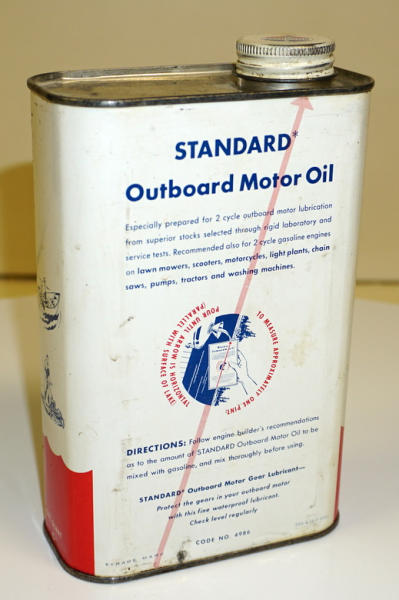 STANDARD*
Outboard Motor Oil
Especially prepared for 2 cycle outboard motor lubrication
from superior stocks selected through rigid laboratory and
service tests. Recommended also for 2 cycle gasoline engines
on lawn mowers, scooters, motorcycles, light plants, chain
saws, pumps, tractors and washing machines.
TO MEASURE APPROXIMATELY ONE PINT,
POUR UNTIL ARROW IS HORIZONTAL
(PARALLEL WITH SURFACE OF LAKE)
DIRECTIONS: Follow engine builder's recommendations
as to the amount of STANDARD Outboard Motor Oil to be
mixed with gasoline, and mix thoroughly before using.
STANDARD* Outboard Motor Gear Lubricant—
Protect the gears in your outboard motor
with this fine waterproof lubricant.
Check level regularly
CODE NO. 4986